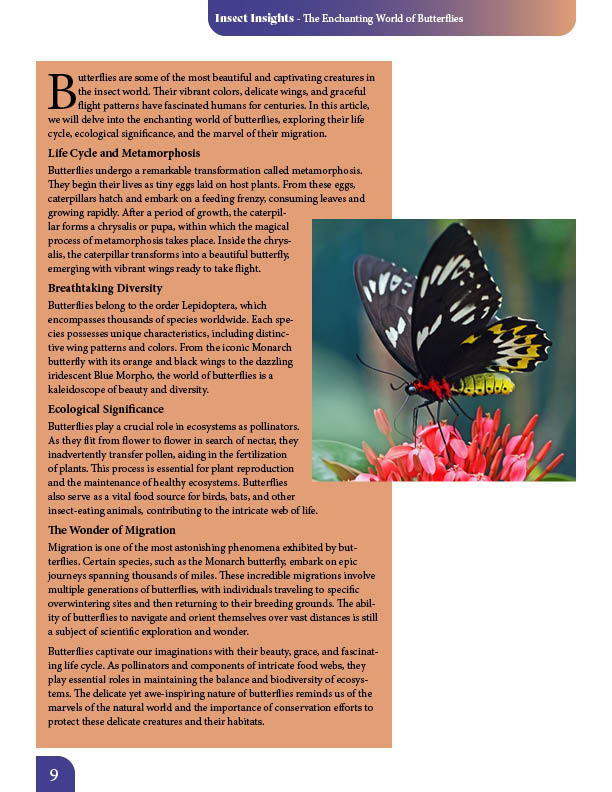 Insect Insights - The Enchanting World of Butterflies
Butterflies are some of the most beautiful and captivating creatures in
the insect world. Their vibrant colors, delicate wings, and graceful
flight patterns have fascinated humans for centuries. In this article,
we will delve into the enchanting world of butterflies, exploring their life
cycle, ecological significance, and the marvel of their migration.
Life Cycle and Metamorphosis
Butterflies undergo a remarkable transformation called metamorphosis.
They begin their lives as tiny eggs laid on host plants. From these eggs,
caterpillars hatch and embark on a feeding frenzy, consuming leaves and
growing rapidly. After a period of growth, the caterpil-
lar forms a chrysalis or pupa, within which the magical
process of metamorphosis takes place. Inside the chrys-
alis, the caterpillar transforms into a beautiful butterfly,
emerging with vibrant wings ready to take flight.
Breathtaking Diversity
Butterflies belong to the order Lepidoptera, which
encompasses thousands of species worldwide. Each spe-
cies possesses unique characteristics, including distinc-
tive wing patterns and colors. From the iconic Monarch
butterfly with its orange and black wings to the dazzling
iridescent Blue Morpho, the world of butterflies is a
kaleidoscope of beauty and diversity.
Ecological Significance
Butterflies play a crucial role in ecosystems as pollinators.
As they flit from flower to flower in search of nectar, they
inadvertently transfer pollen, aiding in the fertilization
of plants. This process is essential for plant reproduction
and the maintenance of healthy ecosystems. Butterflies
also serve as a vital food source for birds, bats, and other
insect-eating animals, contributing to the intricate web of life.
The Wonder of Migration
Migration is one of the most astonishing phenomena exhibited by but-
terflies. Certain species, such as the Monarch butterfly, embark on epic
journeys spanning thousands of miles. These incredible migrations involve
multiple generations of butterflies, with individuals traveling to specific
overwintering sites and then returning to their breeding grounds. The abil-
ity of butterflies to navigate and orient themselves over vast distances is still
a subject of scientific exploration and wonder.
Butterflies captivate our imaginations with their beauty, grace, and fascinat-
ing life cycle. As pollinators and components of intricate food webs, they
play essential roles in maintaining the balance and biodiversity of ecosys-
tems. The delicate yet awe-inspiring nature of butterflies reminds us of the
marvels of the natural world and the importance of conservation efforts to
protect these delicate creatures and their habitats.
9